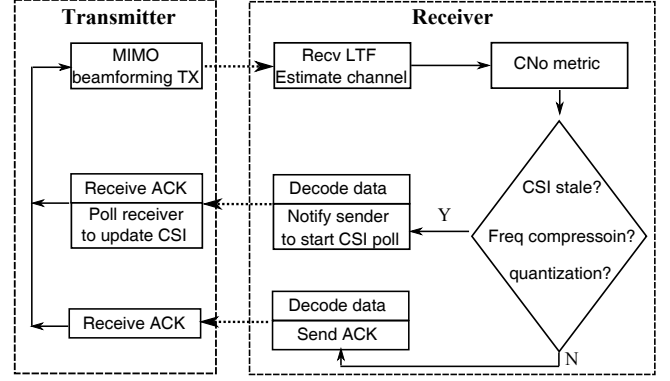 Transmitter
Receiver
MIMO
beamforming TX
Recv LTF
Estimate channel
CNo metric
CSI stale?
Freq compressoin?
quantization?
Y
N
Decode data
Notify sender
to start CSI poll
Receive ACK
Poll receiver
to update CSI
Decode data
Send ACK
Receive ACK